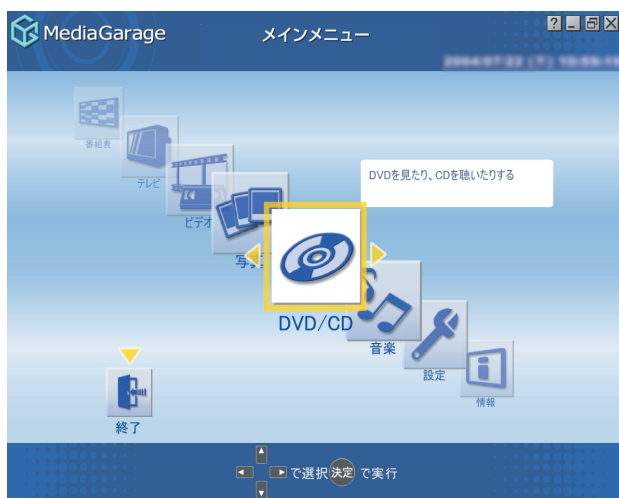 MediaGarage
メインメニュー
番組表
テレビ
ビデオ
DVDを見たり、CDを聴いたりする
DVD/CD
音楽
設定
情報
終了
で選択 決定 で実行